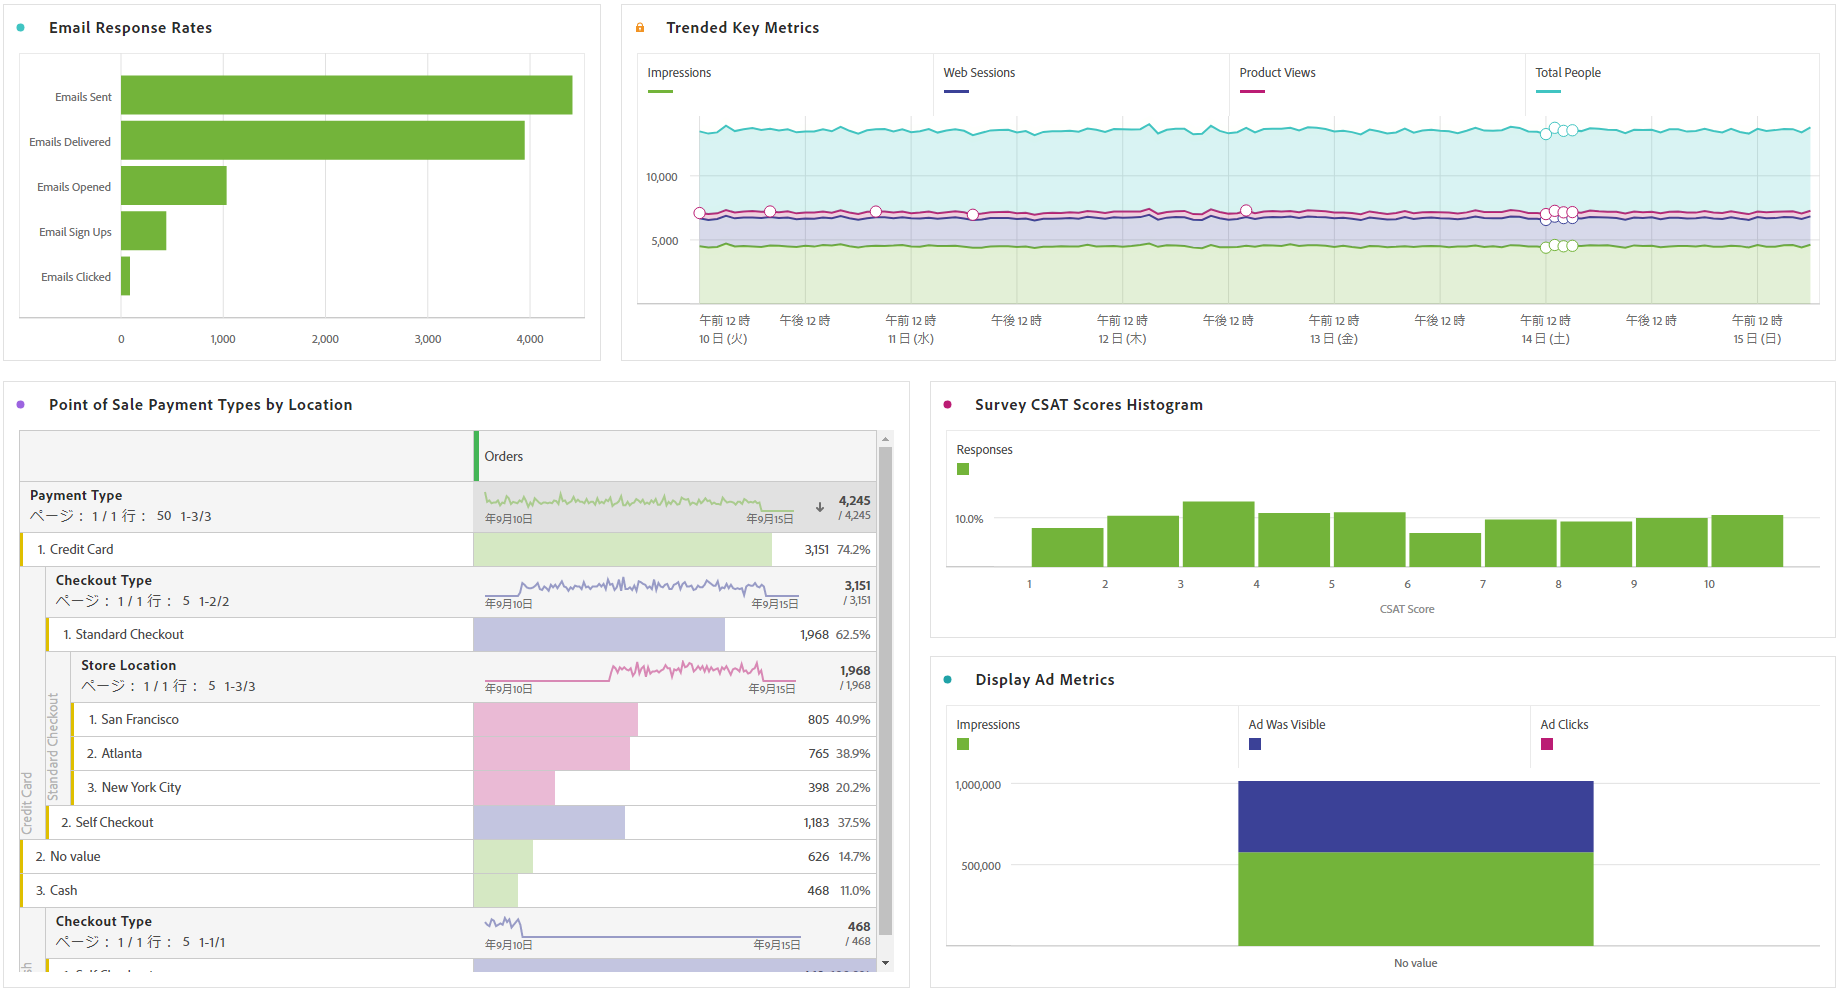 Email Response Rates
Emails Sent
Emails Delivered
Emails Opened
Email Sign Ups
Emails Clicked
0 1,000 2,000 3,000 4,000
Trended Key Metrics
Impressions Web Sessions Product Views Total People
10,000
5,000
午前 12 時 午後 12 時 午前 12 時 午後 12 時 午前 12 時 午後 12 時 午前 12 時 午後 12 時 午前 12 時 午後 12 時 午前 12 時
10 日 (火) 11 日 (水) 12 日 (木) 13 日 (金) 14 日 (土) 15 日 (日)
Point of Sale Payment Types by Location
Orders
Payment Type
ページ： 1 / 1 行： 50 1-3/3
年9月10日 年9月15日
4,245
/ 4,245
1. Credit Card 3,151 74.2%
Checkout Type
ページ： 1 / 1 行： 5 1-2/2
年9月10日 年9月15日
3,151
/ 3,151
1. Standard Checkout 1,968 62.5%
Store Location
ページ： 1 / 1 行： 5 1-3/3
年9月10日 年9月15日
1,968
/ 1,968
1. San Francisco 805 40.9%
2. Atlanta 765 38.9%
3. New York City 398 20.2%
Standard Checkout
2. Self Checkout 1,183 37.5%
Credit Card
2. No value 626 14.7%
3. Cash 468 11.0%
Checkout Type
ページ： 1 / 1 行： 5 1-1/1
年9月10日 年9月15日
468
/ 468
Survey CSAT Scores Histogram
Responses
10.0%
1 2 3 4 5 6 7 8 9 10
CSAT Score
Display Ad Metrics
Impressions Ad Was Visible Ad Clicks
1,000,000
500,000
No value